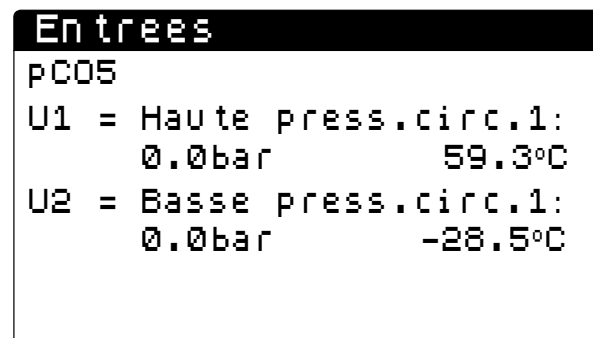 Entrees
pCO5
U1 = Haute press.circ.1:
0.0bar 59.3°C
U2 = Basse press.circ.1:
0.0bar -28.5°C